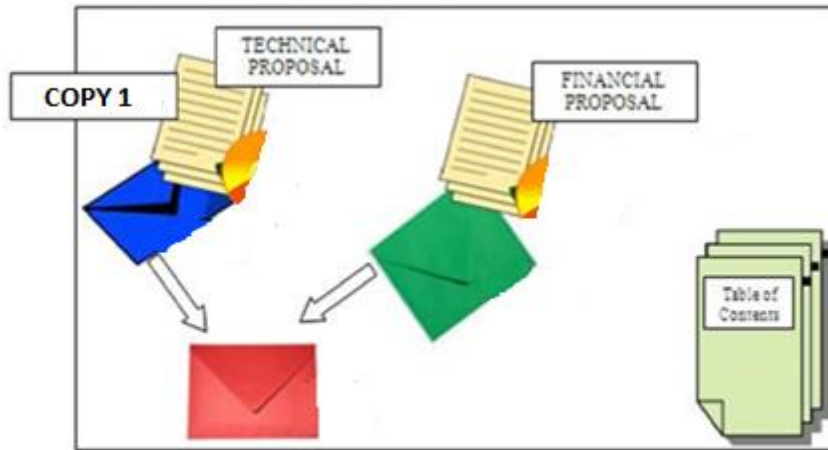 TECHNICAL
PROPOSAL
COPY 1
FINANCIAL
PROPOSAL
Table of
Contents